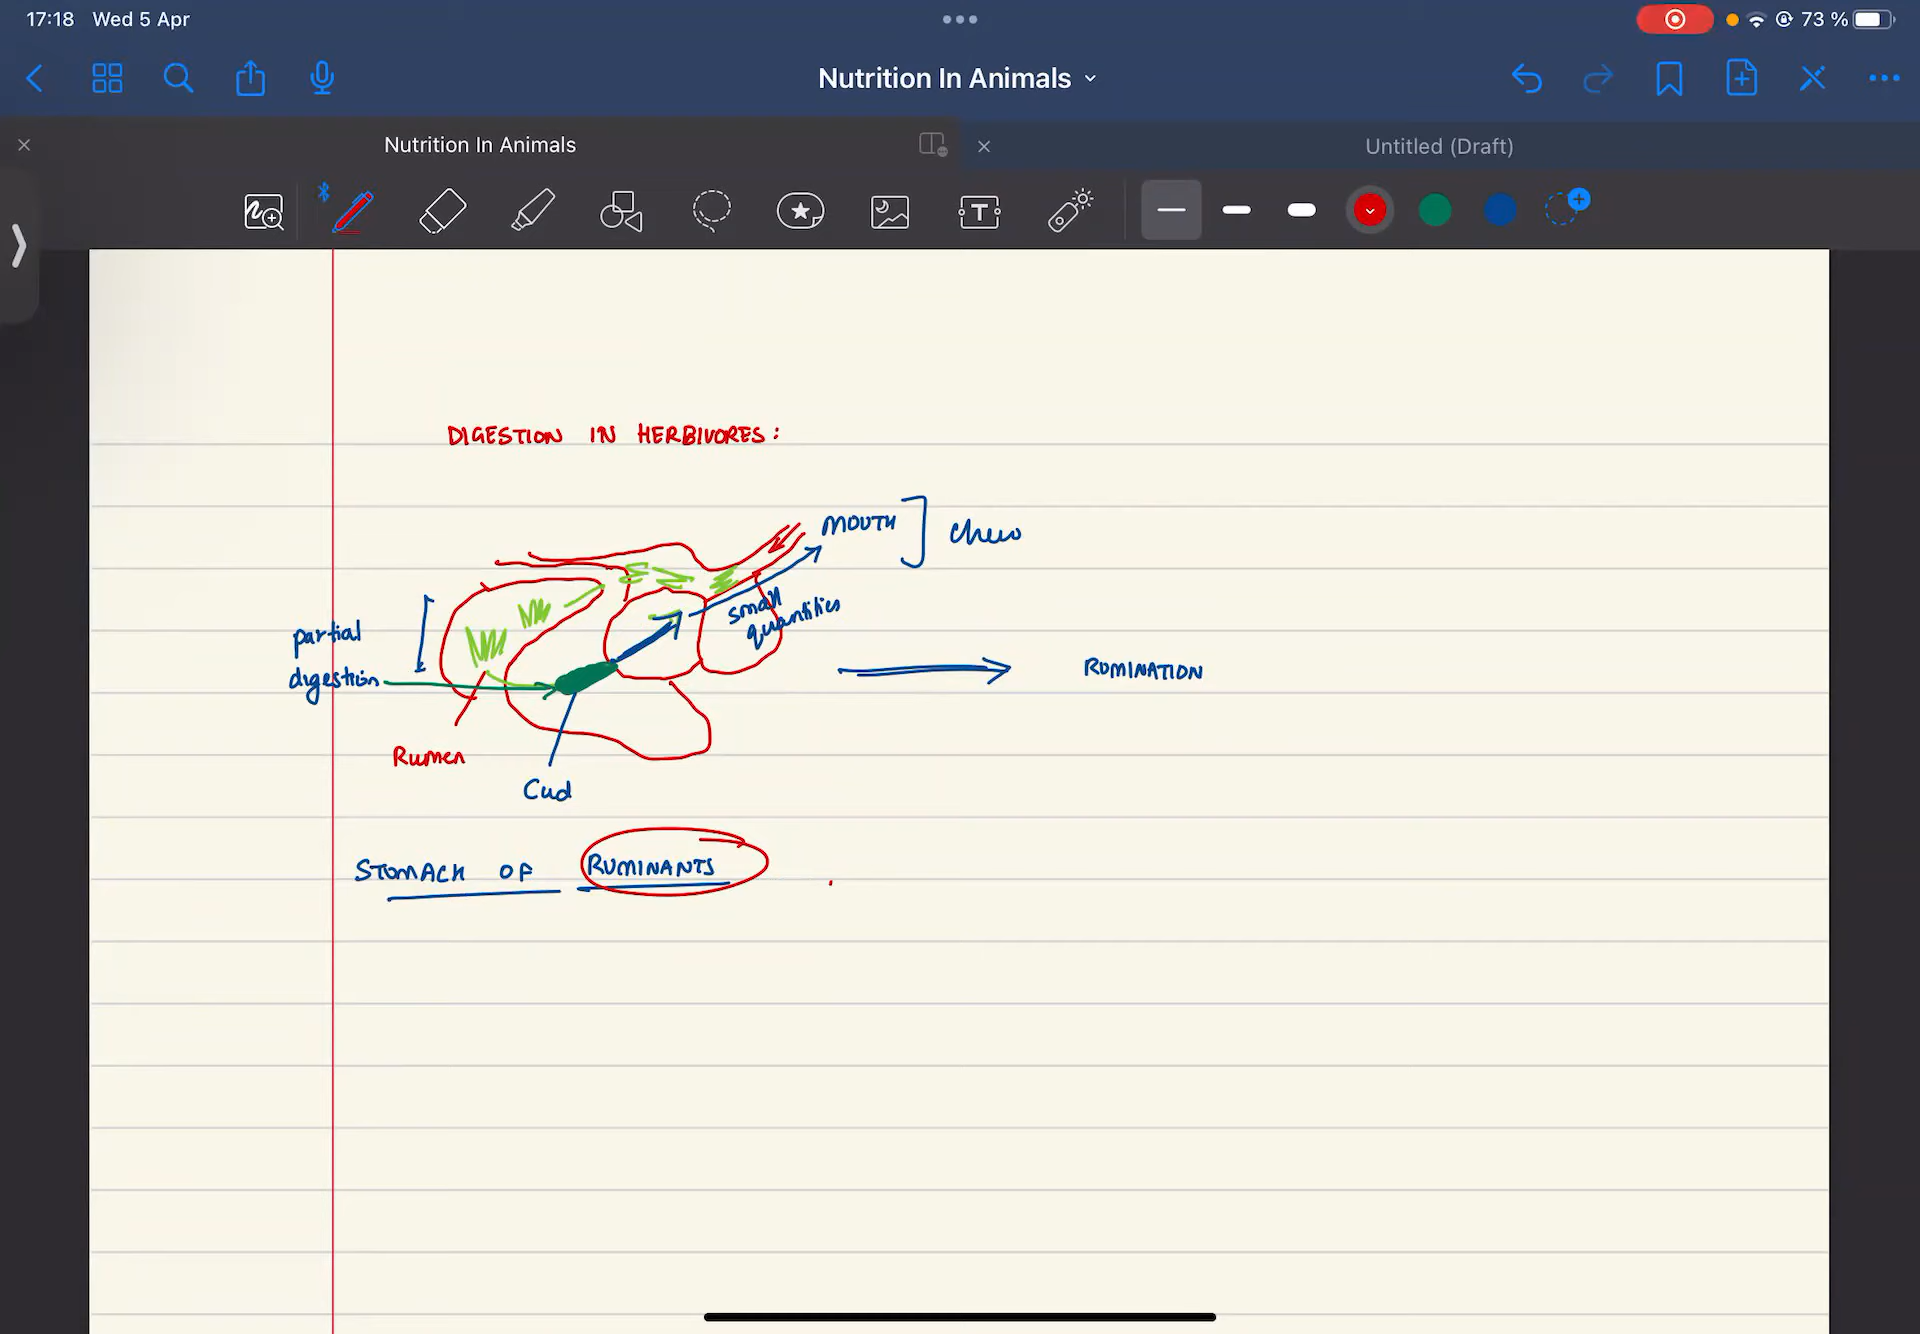 17:18 Wed 5 Apr
73 %
Nutrition In Animals
Nutrition In Animals
Untitled (Draft)
T
DIGESTION IN HERBIVORES :
MOUTH
Chew
small
quantities
partial
digestion
RUMINATION
Rumen
Cud
STOMACH OF RUMINANTS